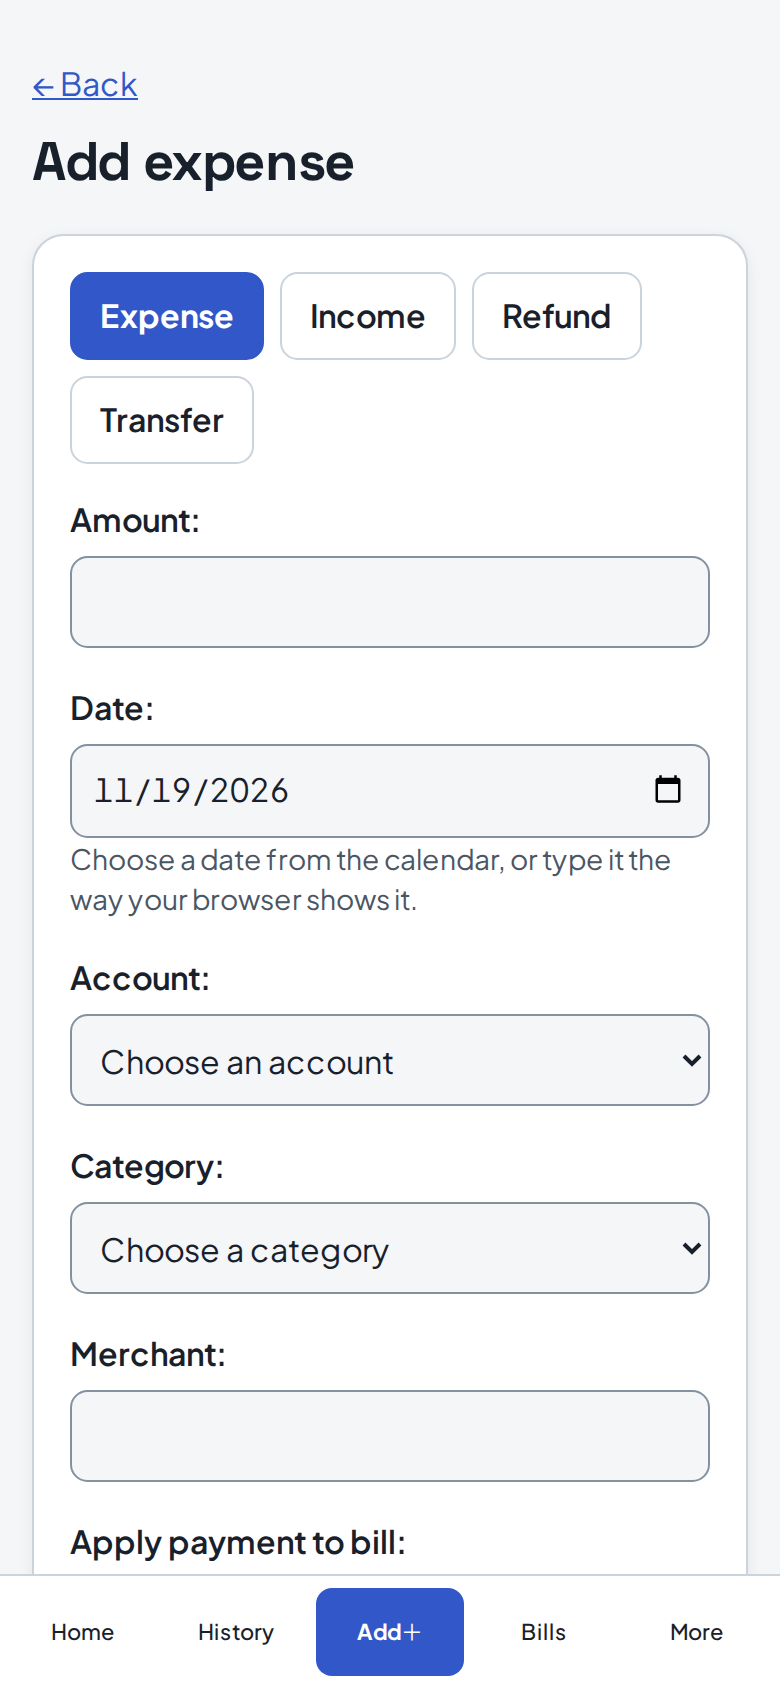 ← Back
Add expense
Expense
Income
Refund
Transfer
Amount:
Date:
11/19/2026
Choose a date from the calendar, or type it the
way your browser shows it.
Account:
Choose an account
Category:
Choose a category
Merchant:
Apply payment to bill:
Home
History
Add+
Bills
More